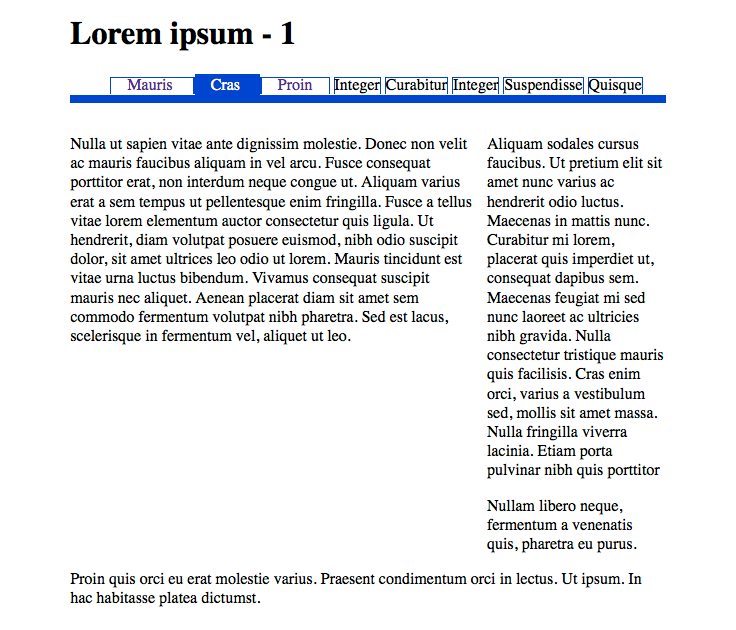 Lorem ipsum - 1
Mauris Cras Proin Integer Curabitur Integer Suspendisse Quisque
Nulla ut sapien vitae ante dignissim molestie. Donec non velit
ac mauris faucibus aliquam in vel arcu. Fusce consequat
porttitor erat, non interdum neque congue ut. Aliquam varius
erat a sem tempus ut pellentesque enim fringilla. Fusce a tellus
vitae lorem elementum auctor consectetur quis ligula. Ut
hendrerit, diam volutpat posuere euismod, nibh odio suscipit
dolor, sit amet ultrices leo odio ut lorem. Mauris tincidunt est
vitae urna luctus bibendum. Vivamus consequat suscipit
mauris nec aliquet. Aenean placerat diam sit amet sem
commodo fermentum volutpat nibh pharetra. Sed est lacus,
scelerisque in fermentum vel, aliquet ut leo.
Aliquam sodales cursus
faucibus. Ut pretium elit sit
amet nunc varius ac
hendrerit odio luctus.
Maecenas in mattis nunc.
Curabitur mi lorem,
placerat quis imperdiet ut,
consequat dapibus sem.
Maecenas feugiat mi sed
nunc laoreet ac ultricies
nibh gravida. Nulla
consectetur tristique mauris
quis facilisis. Cras enim
orci, varius a vestibulum
sed, mollis sit amet massa.
Nulla fringilla viverra
lacinia. Etiam porta
pulvinar nibh quis porttitor
Nullam libero neque,
fermentum a venenatis
quis, pharetra eu purus.
Proin quis orci eu erat molestie varius. Praesent condimentum orci in lectus. Ut ipsum. In
hac habitasse platea dictumst.